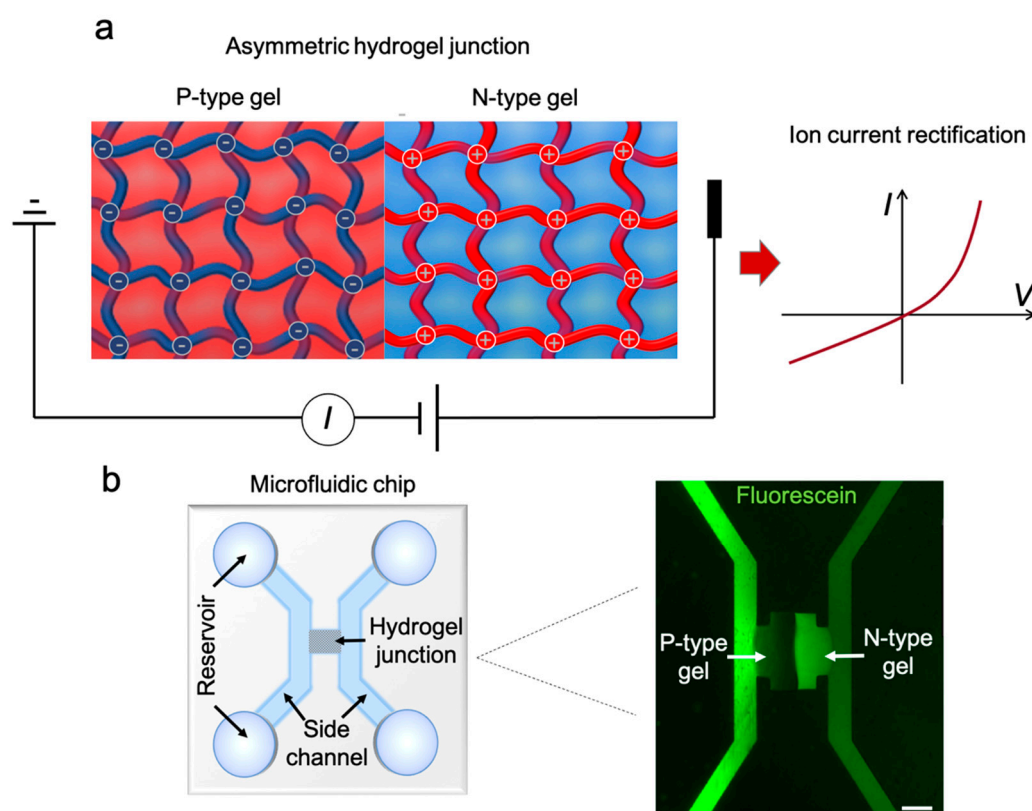 a
Asymmetric hydrogel junction
P-type gel
N-type gel
Ion current rectification
I
V
I
b
Microfluidic chip
Reservoir
Hydrogel
junction
Side
channel
Fluorescein
P-type
gel
N-type
gel